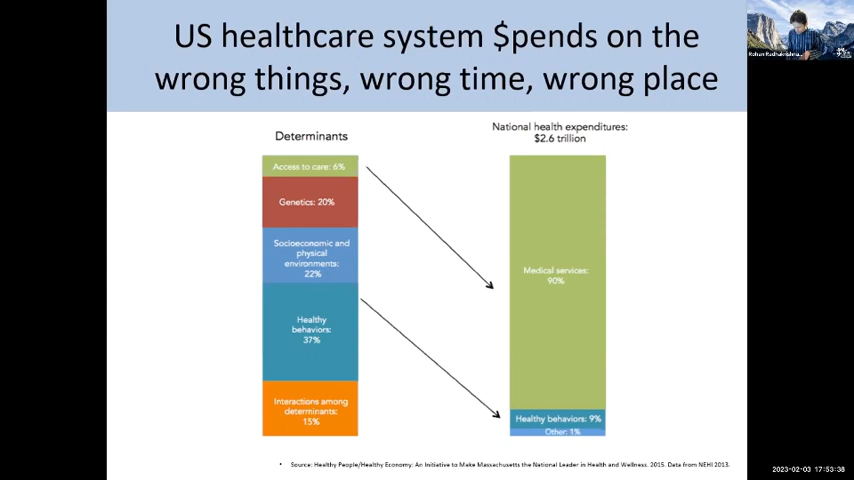 US healthcare system $pends on the
wrong things, wrong time, wrong place
Determinants
National health expenditures:
$2.6 trillion
Access to care: 6%
Genetics: 20%
Socioeconomic and
physical
environments:
22%
Healthy
behaviors:
37%
Interactions among
determinants:
15%
Medical services:
90%
Healthy behaviors: 9%
Other: 1%
• Source: Healthy People/Healthy Economy: An Initiative to Make Massachusetts the National Leader in Health and Wellness. 2015. Data from NEHI 2013.
2023-02-03 17:53:38